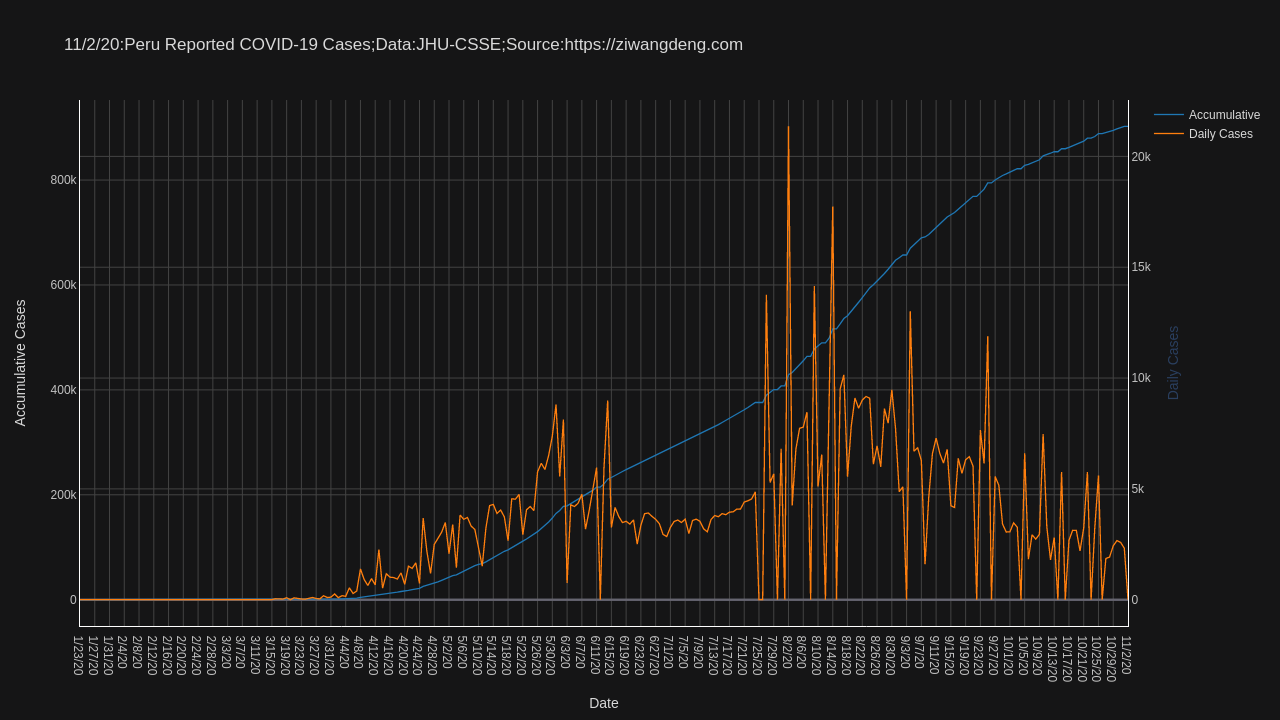 11/2/20:Peru Reported COVID-19 Cases;Data:JHU-CSSE;Source:https://ziwangdeng.com
Accumulative
Daily Cases
Accumulative Cases
800k
600k
400k
200k
0
20k
15k
10k
5k
0
Daily Cases
1/23/20 1/27/20 1/31/20 2/4/20 2/8/20 2/12/20 2/16/20 2/20/20 2/24/20 2/28/20 3/3/20 3/7/20 3/11/20 3/15/20 3/19/20 3/23/20 3/27/20 3/31/20 4/4/20 4/8/20 4/12/20 4/16/20 4/20/20 4/24/20 4/28/20 5/2/20 5/6/20 5/10/20 5/14/20 5/18/20 5/22/20 5/26/20 5/30/20 6/3/20 6/7/20 6/11/20 6/15/20 6/19/20 6/23/20 6/27/20 7/1/20 7/5/20 7/9/20 7/13/20 7/17/20 7/21/20 7/25/20 7/29/20 8/2/20 8/6/20 8/10/20 8/14/20 8/18/20 8/22/20 8/26/20 8/30/20 9/3/20 9/7/20 9/11/20 9/15/20 9/19/20 9/23/20 9/27/20 10/1/20 10/5/20 10/9/20 10/13/20 10/17/20 10/21/20 10/25/20 10/29/20 11/2/20
Date